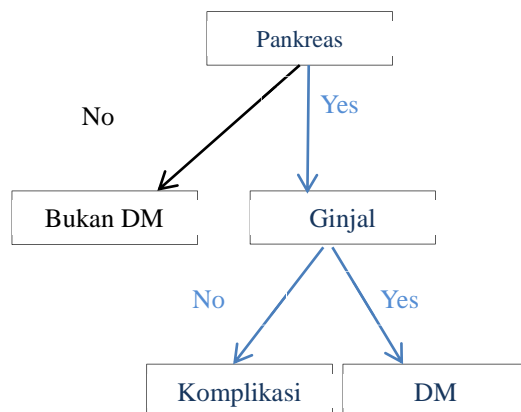 Pankreas
No
Yes
Bukan DM
Ginjal
No
Yes
Komplikasi
DM